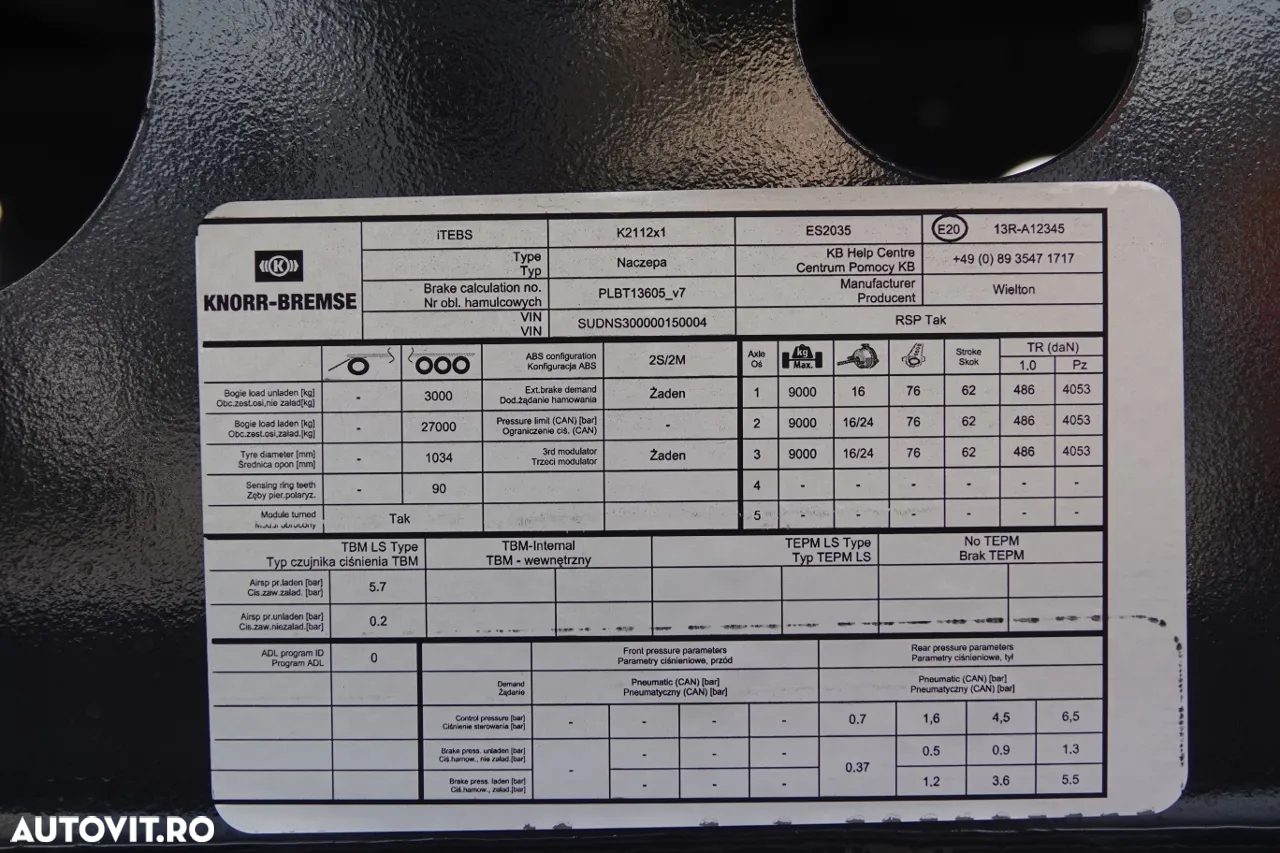 iTEBS K2112x1 ES2035 E20 13R-A12345
Type Typ Naczepa KB Help Centre Centrum Pomocy KB +49 (0) 89 3547 1717
KNORR-BREMSE
Brake calculation no. Nr obl. hamulcowych PLBT13605_v7 Manufacturer Producent Wielton
VIN VIN SUDNS300000150004 RSP Tak
ABS configuration Konfiguracja ABS 2S/2M Axle Oś kg Max. Stroke Skok TR (daN) 1.0 Pz
Bogie load unladen [kg] Obc.zest.osi,nie zalad[kg] - 3000 Ext.brake demand Dod.żądanie hamowania Żaden 1 9000 16 76 62 486 4053
Bogie load laden [kg] Obc.zest.osi,zalad.[kg] - 27000 Pressure limit (CAN) [bar] Ograniczenie ciś. (CAN) - 2 9000 16/24 76 62 486 4053
Tyre diameter [mm] Srednica opon [mm] - 1034 3rd modulator Trzeci modulator Żaden 3 9000 16/24 76 62 486 4053
Sensing ring teeth Zęby pier.polaryz. - 90 4 - - - - - -
Module turned Tak 5 - - - - - -
TBM LS Type Typ czujnika ciśnienia TBM TBM-Internal TBM - wewnętrzny TEPM LS Type Typ TEPM LS No TEPM Brak TEPM
Airsp pr.laden [bar] Cis.zaw.zalad. [bar] 5.7
Airsp pr.unladen [bar] Cis.zaw.niezalad.[bar] 0.2
ADL program ID Program ADL 0 Front pressure parameters Parametry ciśnieniowe, przód Rear pressure parameters Parametry ciśnieniowe, tył
Demand Żądanie Pneumatic (CAN) [bar] Pneumatyczny (CAN) [bar] Pneumatic (CAN) [bar] Pneumatyczny (CAN) [bar]
Control pressure [bar] Ciśnienie sterowania [bar] - - - - 0.7 1,6 4,5 6,5
Brake press. unladen [bar] Ciś.hamow., nie zalad.[bar] - - - - 0.37 0.5 0.9 1.3
Brake press. laden [bar] Ciś.hamow., zalad.[bar] - - - 1.2 3.6 5.5
AUTOVIT.RO